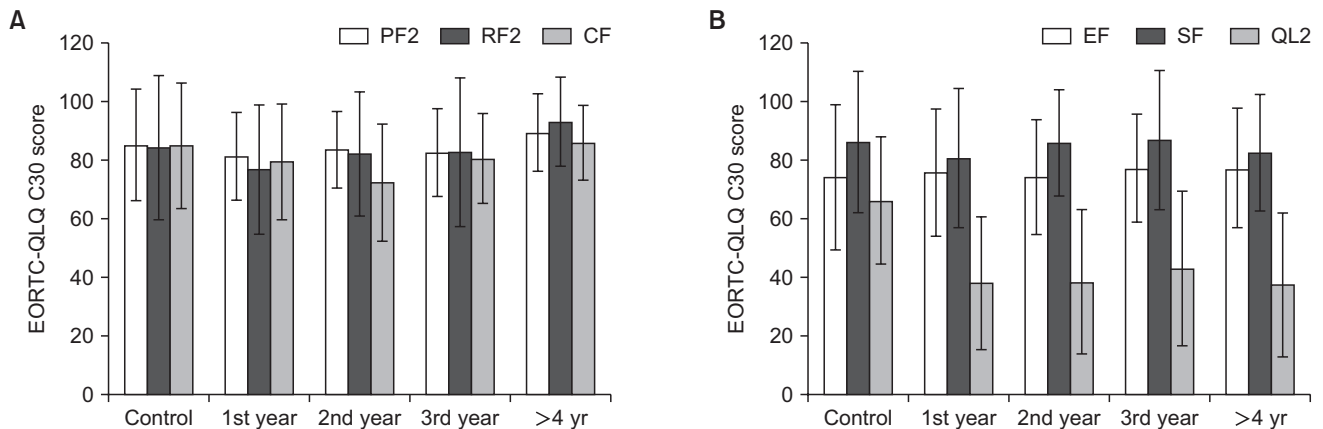 A
PF2 RF2 CF
EORTC-QLQ C30 score
120
100
80
60
40
20
0
Control 1st year 2nd year 3rd year >4 yr
B
EF SF QL2
EORTC-QLQ C30 score
120
100
80
60
40
20
0
Control 1st year 2nd year 3rd year >4 yr